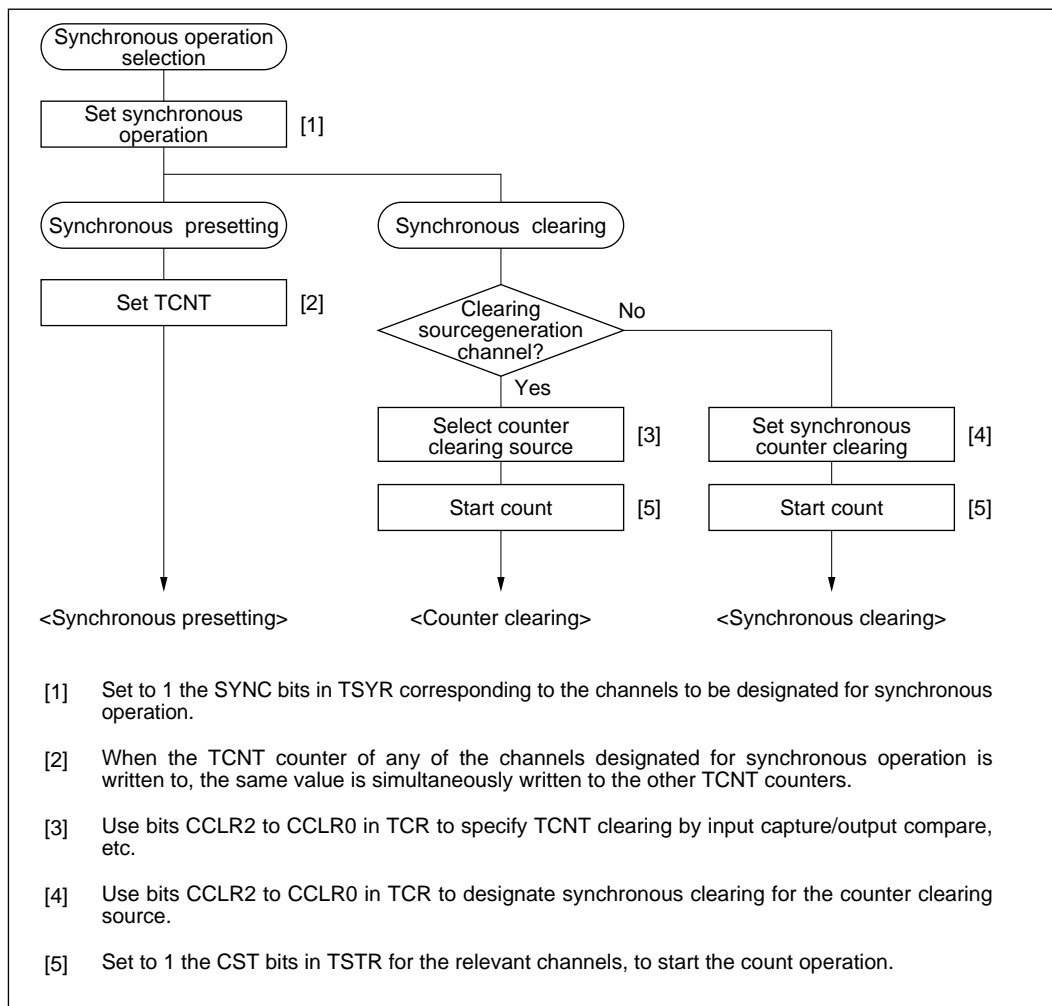 Synchronous operation
selection
Set synchronous
operation
[1]
Synchronous presetting
Synchronous clearing
Set TCNT
[2]
Clearing
sourcegeneration
channel?
No
Yes
Select counter
clearing source
[3]
Set synchronous
counter clearing
[4]
Start count
[5]
Start count
[5]
<Synchronous presetting>
<Counter clearing>
<Synchronous clearing>
[1] Set to 1 the SYNC bits in TSYR corresponding to the channels to be designated for synchronous
operation.
[2] When the TCNT counter of any of the channels designated for synchronous operation is
written to, the same value is simultaneously written to the other TCNT counters.
[3] Use bits CCLR2 to CCLR0 in TCR to specify TCNT clearing by input capture/output compare,
etc.
[4] Use bits CCLR2 to CCLR0 in TCR to designate synchronous clearing for the counter clearing
source.
[5] Set to 1 the CST bits in TSTR for the relevant channels, to start the count operation.